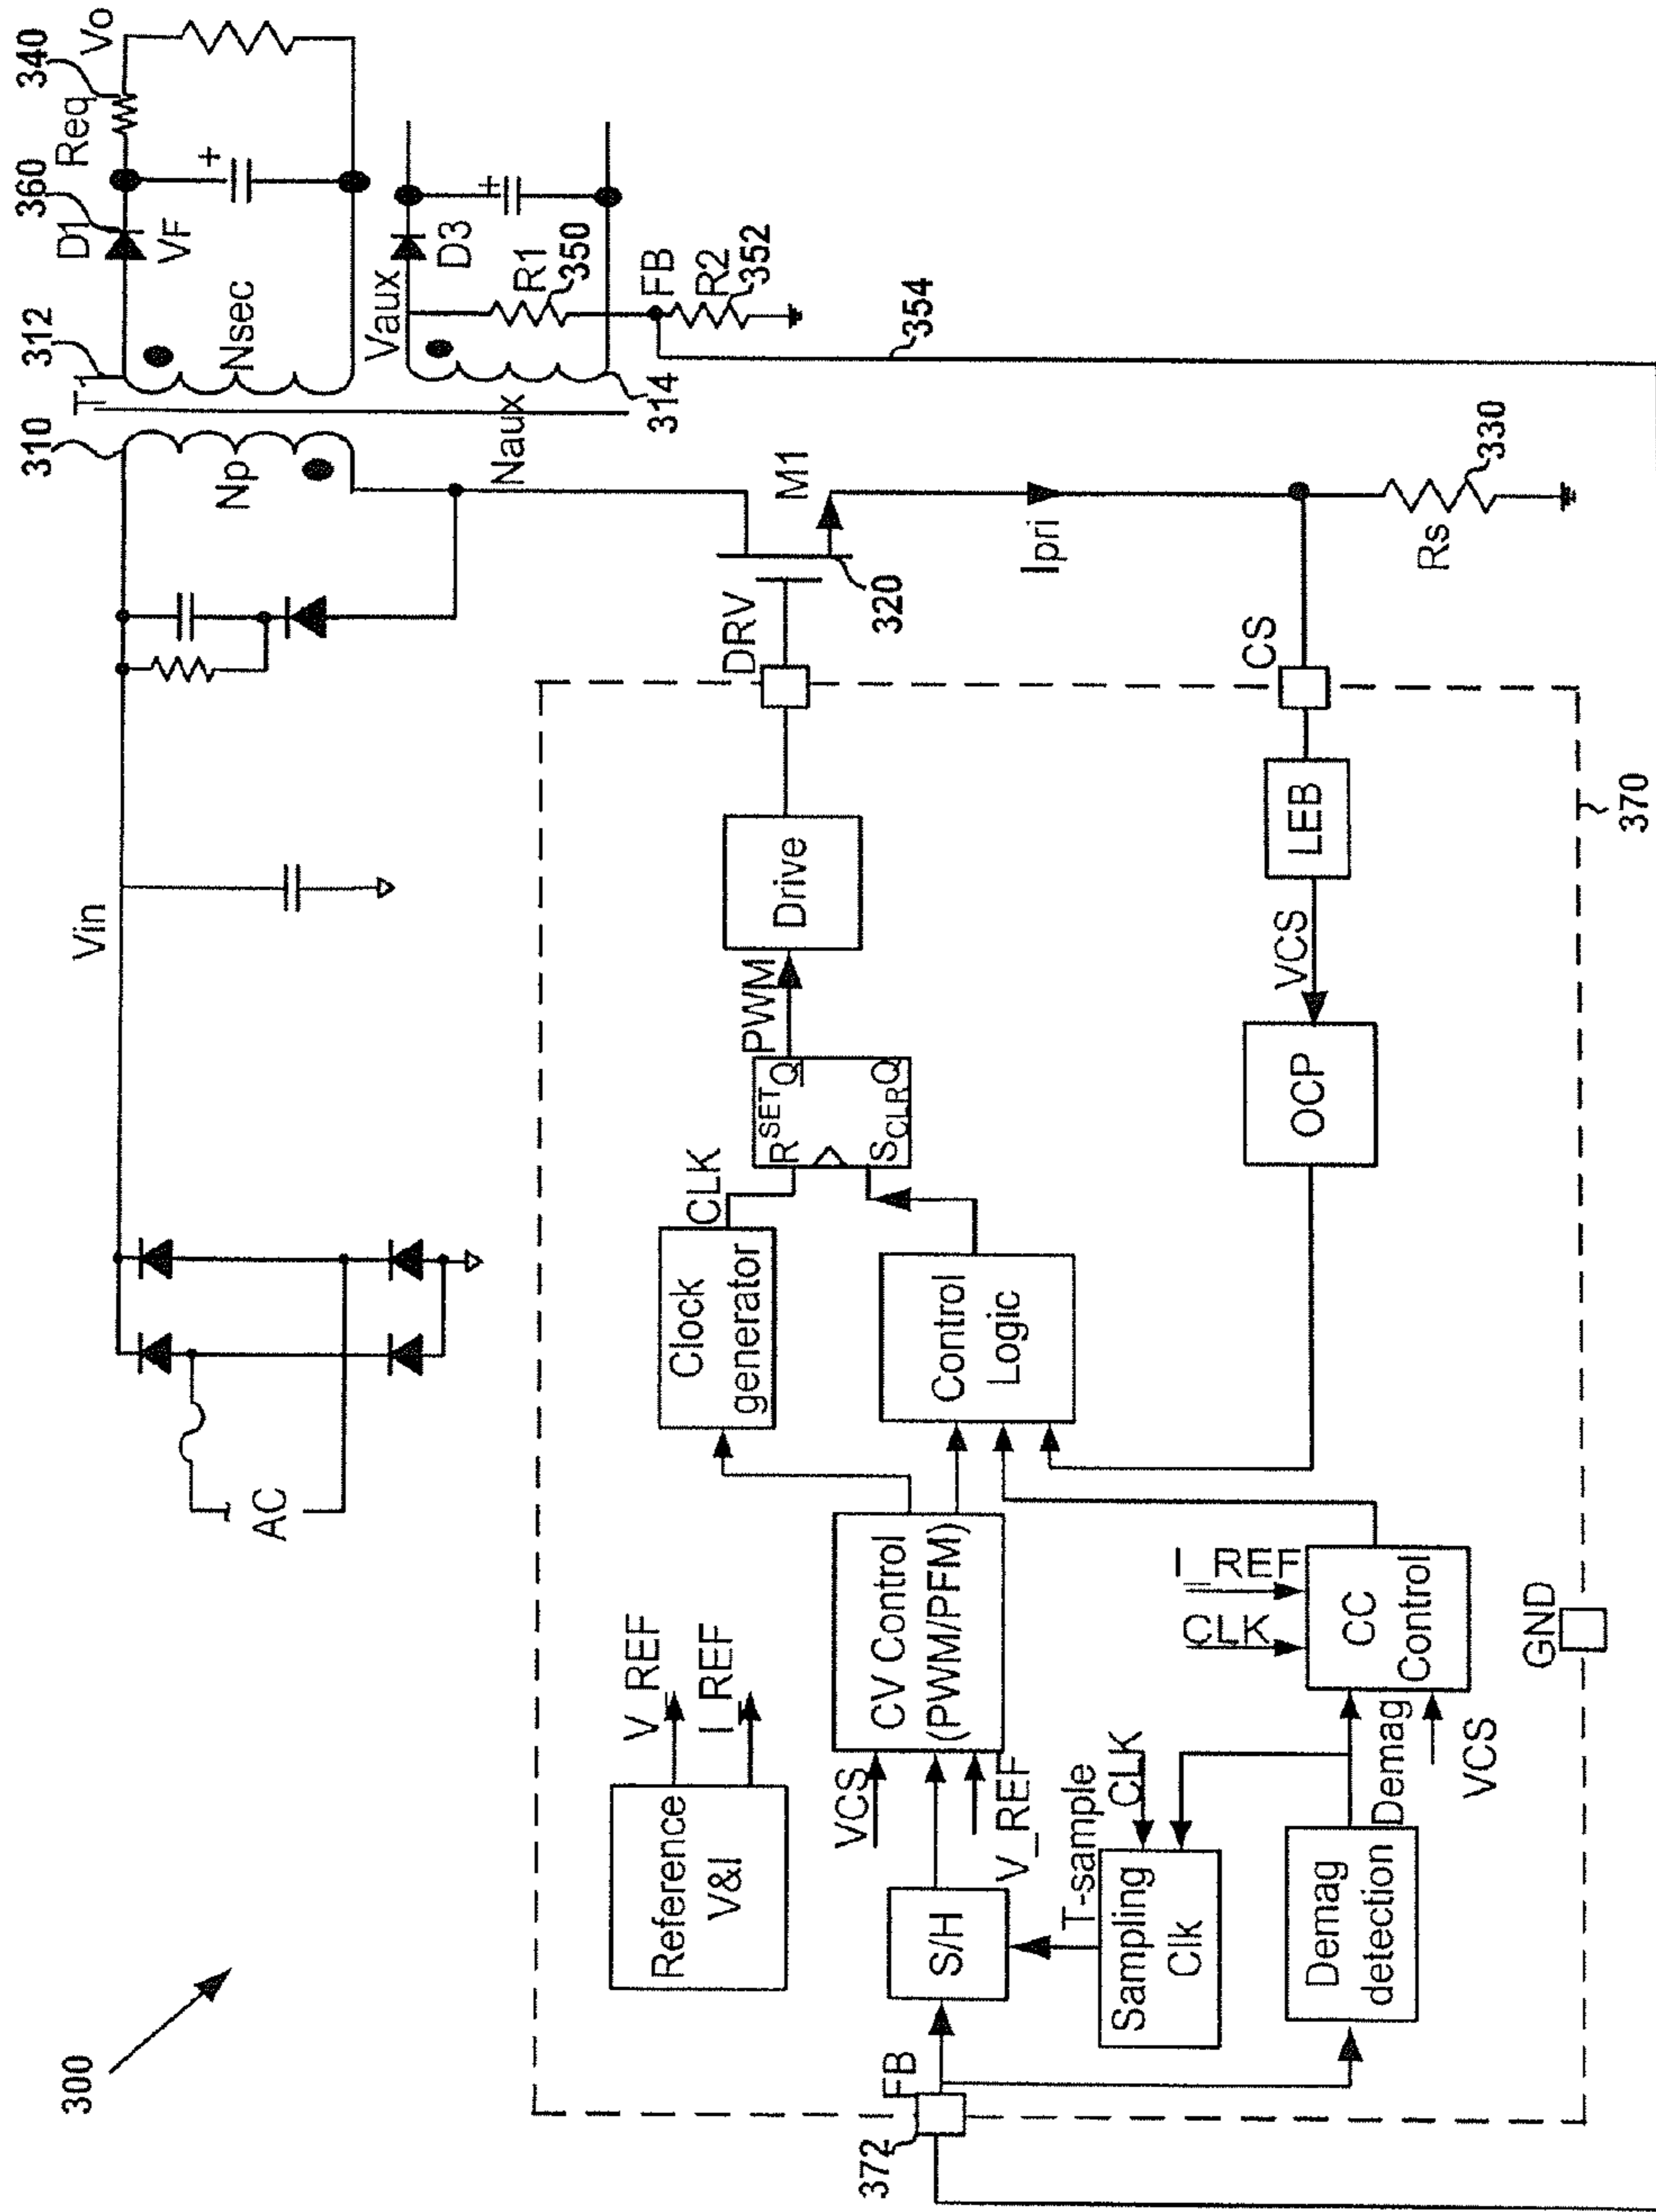 300
AC
Vin
310
T1
312
Np
Nsec
D1
360
VF
Req
340
Vo
Vaux
D3
R1
350
FB
R2
352
354
Naux
314
M1
320
DRV
Ipri
Rs
330
CS
370
Drive
PWM
R
SET
Q
S
CLR
Q
CLK
Clock
generator
Control
Logic
LEB
VCS
OCP
Reference
V&I
V_REF
I_REF
CV Control
(PWM/PFM)
VCS
V_REF
S/H
T-sample
CLK
Sampling
Clk
Demag
detection
Demag
CC
Control
I_REF
CLK
VCS
GND
FB
372